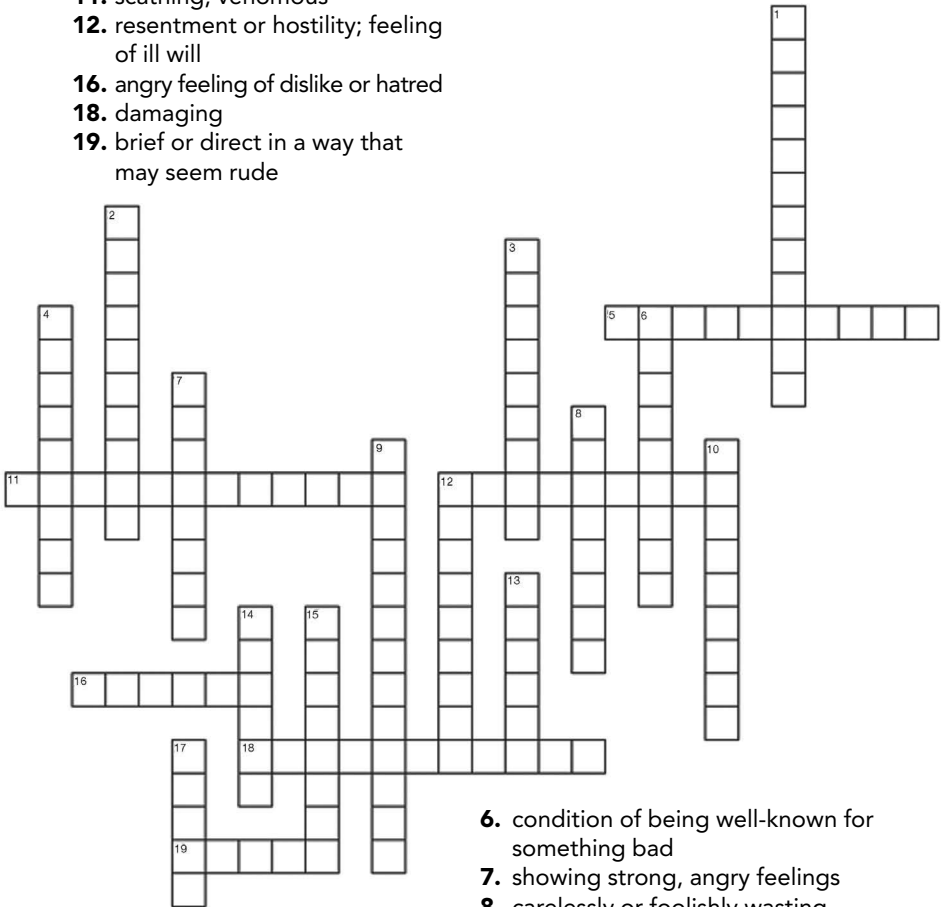 11. scathing; venomous
12. resentment or hostility; feeling
of ill will
16. angry feeling of dislike or hatred
18. damaging
19. brief or direct in a way that
may seem rude
1
2
3
4
5 6
7
8
9
10
11
12
13
14 15
16
17 18
19
6. condition of being well-known for
something bad
7. showing strong, angry feelings
8. carelessly or foolishly wasting